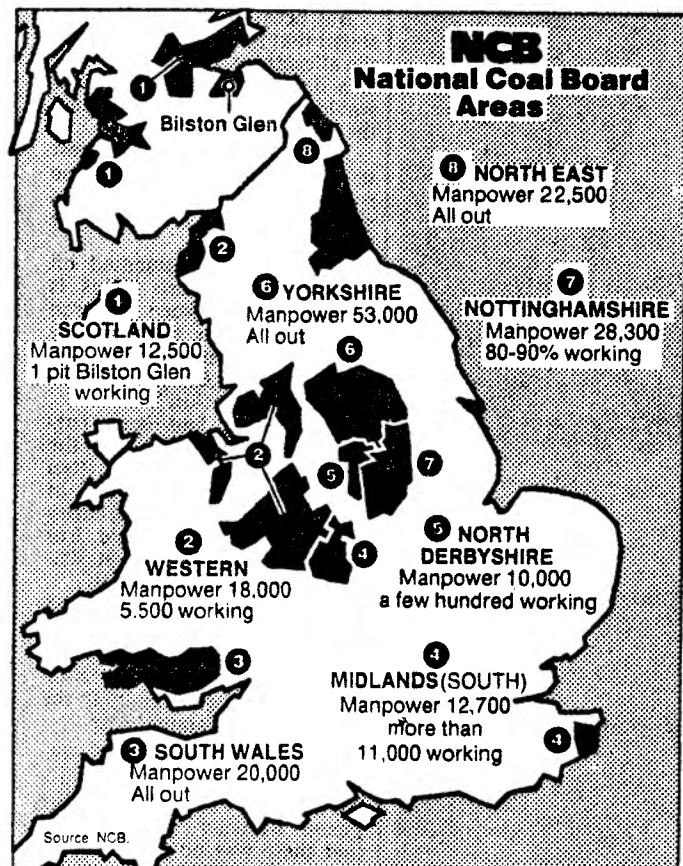 NCB
National Coal Board
Areas
1
Bilston Glen
8
1
2
8 NORTH EAST
Manpower 22,500
All out
7
NOTTINGHAMSHIRE
Manpower 28,300
80-90% working
6 YORKSHIRE
Manpower 53,000
All out
1
SCOTLAND
Manpower 12,500
1 pit Bilston Glen
working
6
2
5
7
4
2
WESTERN
Manpower 18,000
5.500 working
5 NORTH
DERBYSHIRE
Manpower 10,000
a few hundred working
3
4
MIDLANDS (SOUTH)
Manpower 12,700
more than
11,000 working
4
3 SOUTH WALES
Manpower 20,000
All out
Source NCB.